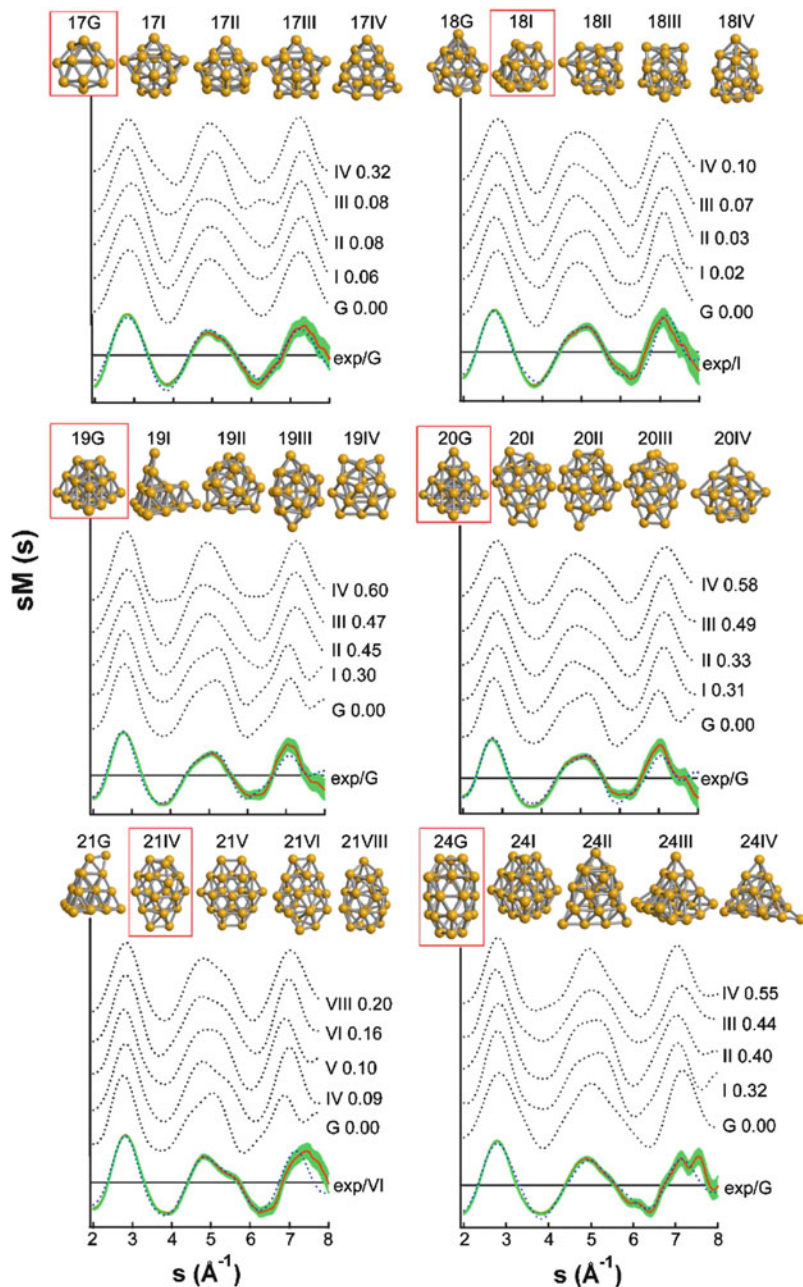 17G 17I 17II 17III 17IV
IV 0.32
III 0.08
II 0.08
I 0.06
G 0.00
exp/G
18G 18I 18II 18III 18IV
IV 0.10
III 0.07
II 0.03
I 0.02
G 0.00
exp/I
19G 19I 19II 19III 19IV
IV 0.60
III 0.47
II 0.45
I 0.30
G 0.00
exp/G
20G 20I 20II 20III 20IV
IV 0.58
III 0.49
II 0.33
I 0.31
G 0.00
exp/G
sM (s)
21G 21IV 21V 21VI 21VIII
VIII 0.20
VI 0.16
V 0.10
IV 0.09
G 0.00
exp/VI
2 3 4 5 6 7 8
s (Å⁻¹)
24G 24I 24II 24III 24IV
IV 0.55
III 0.44
II 0.40
I 0.32
G 0.00
exp/G
2 3 4 5 6 7 8
s (Å⁻¹)